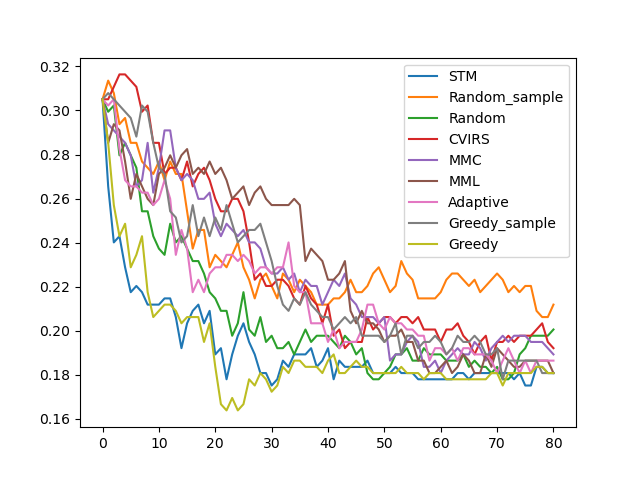 0.32
0.30
0.28
0.26
0.24
0.22
0.20
0.18
0.16
0 10 20 30 40 50 60 70 80
STM
Random_sample
Random
CVIRS
MMC
MML
Adaptive
Greedy_sample
Greedy